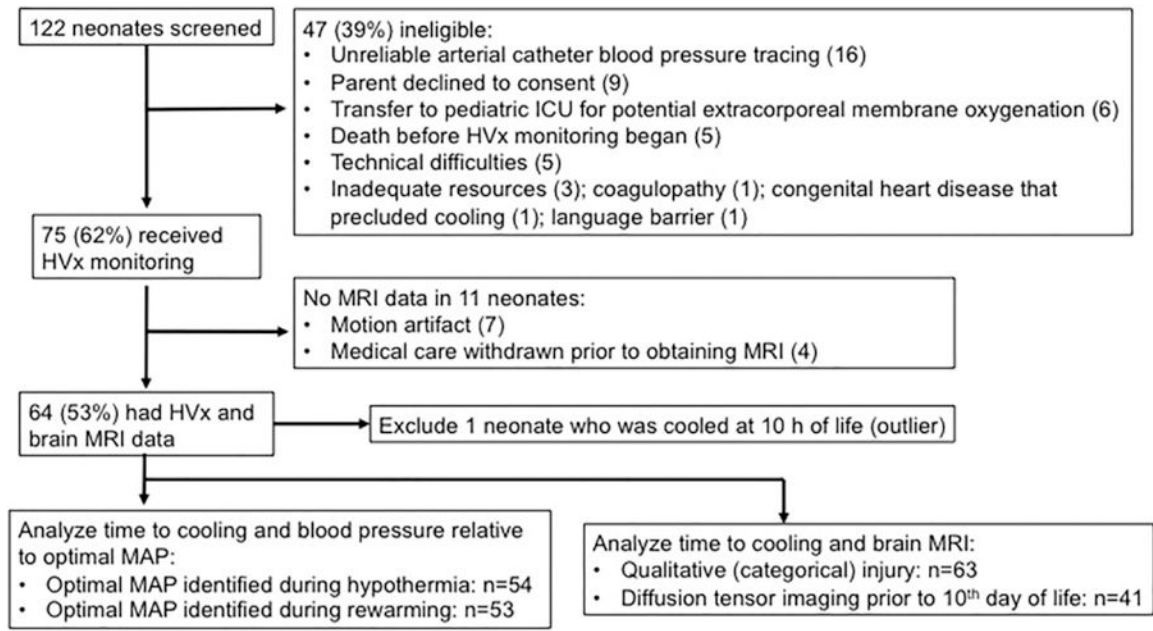 122 neonates screened
47 (39%) ineligible:
• Unreliable arterial catheter blood pressure tracing (16)
• Parent declined to consent (9)
• Transfer to pediatric ICU for potential extracorporeal membrane oxygenation (6)
• Death before HVx monitoring began (5)
• Technical difficulties (5)
• Inadequate resources (3); coagulopathy (1); congenital heart disease that
precluded cooling (1); language barrier (1)
75 (62%) received
HVx monitoring
No MRI data in 11 neonates:
• Motion artifact (7)
• Medical care withdrawn prior to obtaining MRI (4)
64 (53%) had HVx and
brain MRI data
Exclude 1 neonate who was cooled at 10 h of life (outlier)
Analyze time to cooling and blood pressure relative
to optimal MAP:
• Optimal MAP identified during hypothermia: n=54
• Optimal MAP identified during rewarming: n=53
Analyze time to cooling and brain MRI:
• Qualitative (categorical) injury: n=63
• Diffusion tensor imaging prior to 10th day of life: n=41